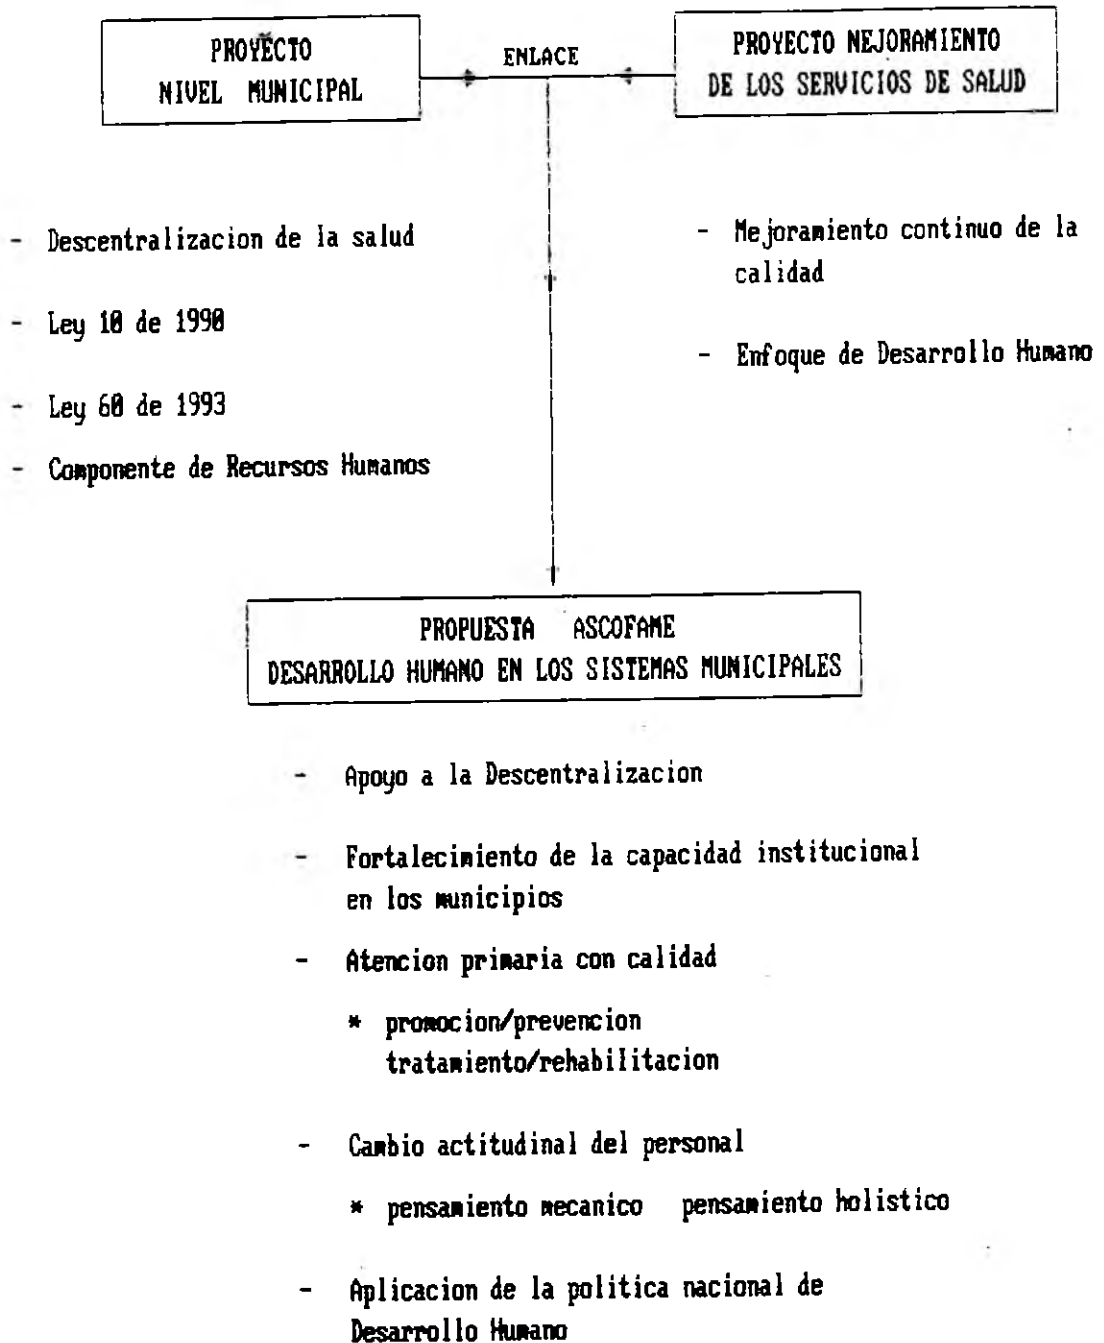 PROYECTO
NIVEL MUNICIPAL
ENLACE
PROYECTO NEJORAMIENTO
DE LOS SERVICIOS DE SALUD
- Descentralizacion de la salud
- Ley 10 de 1990
- Ley 60 de 1993
- Componente de Recursos Humanos
- Mejoramiento continuo de la
calidad
- Enfoque de Desarrollo Humano
PROPUESTA ASCOFAME
DESARROLLO HUMANO EN LOS SISTEMAS MUNICIPALES
- Apoyo a la Descentralizacion
- Fortalecimiento de la capacidad institucional
en los municipios
- Atencion primaria con calidad
* promocion/prevencion
tratamiento/rehabilitacion
- Cambio actitudinal del personal
* pensamiento mecanico pensamiento holistico
- Aplicacion de la politica nacional de
Desarrollo Humano